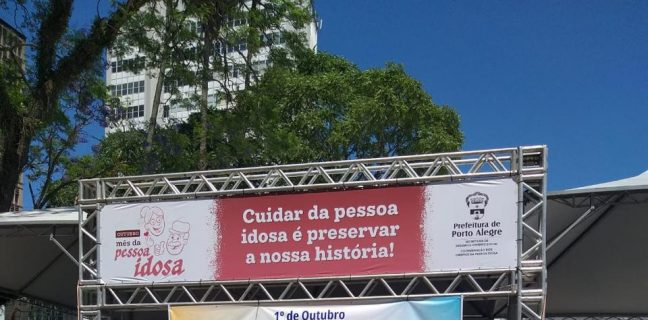 OUTUBRO
mês da
pessoa
idosa
Cuidar da pessoa
idosa é preservar
a nossa história!
Prefeitura de
Porto Alegre
1º de Outubro